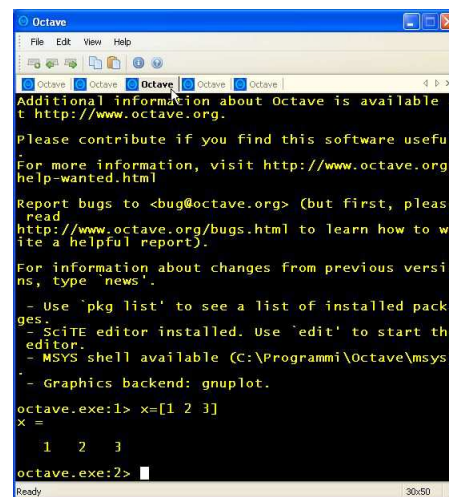 Octave
File Edit View Help
Octave Octave Octave Octave Octave
Additional information about Octave is available
t http://www.octave.org.
Please contribute if you find this software usefu
.
For more information, visit http://www.octave.org
help-wanted.html
Report bugs to <bug@octave.org> (but first, pleas
read
http://www.octave.org/bugs.html to learn how to w
ite a helpful report).
For information about changes from previous versi
ns, type `news'.
- Use `pkg list' to see a list of installed pack
ges.
- SciTE editor installed. Use `edit' to start th
editor.
- MSYS shell available (C:\Programmi\Octave\msys
.
- Graphics backend: gnuplot.
octave.exe:1> x=[1 2 3]
x =
1 2 3
octave.exe:2>
Ready 30x50